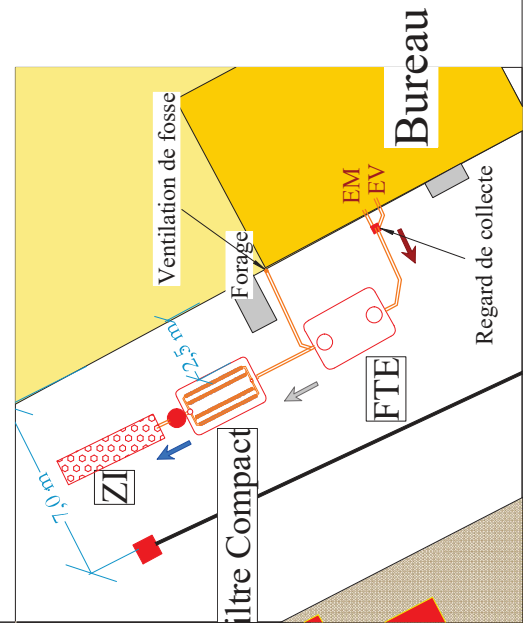 Bureau
Ventilation de fosse
EM
EV
Forage
Regard de collecte
2,5 m
FTE
ZI
7,0 m
iltre Compact